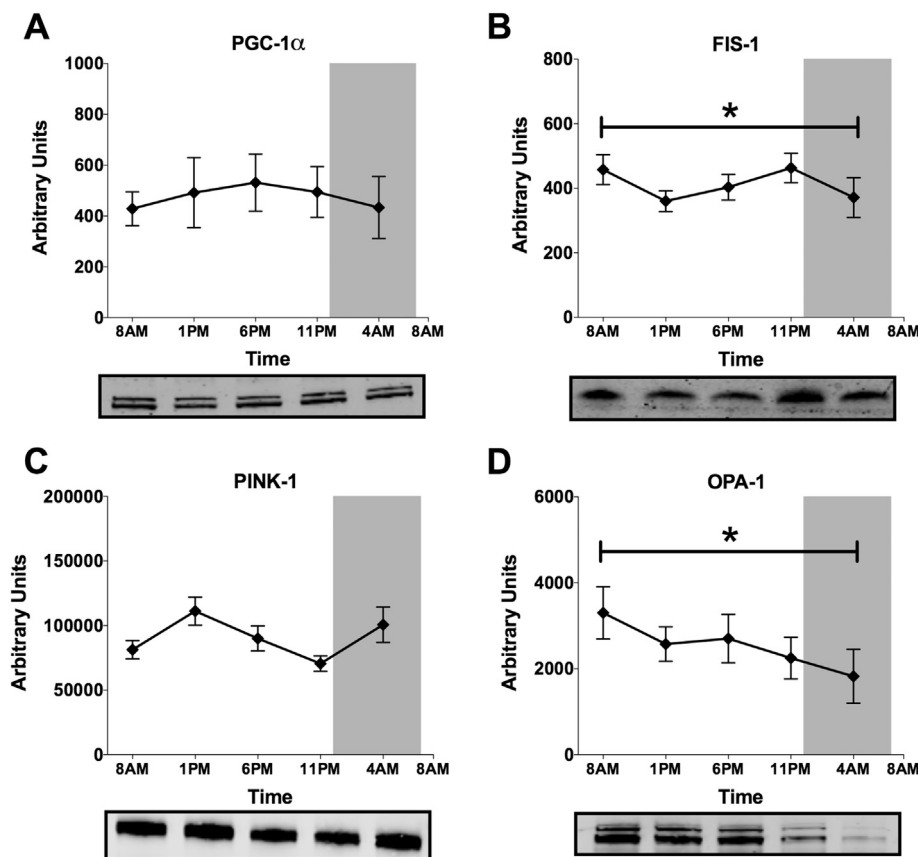 A
PGC-1α
1000
800
600
400
200
0
Arbitrary Units
8AM 1PM 6PM 11PM 4AM 8AM
Time
B
FIS-1
800
600
400
200
0
Arbitrary Units
*
8AM 1PM 6PM 11PM 4AM 8AM
Time
C
PINK-1
200000
150000
100000
50000
0
Arbitrary Units
8AM 1PM 6PM 11PM 4AM 8AM
Time
D
OPA-1
6000
4000
2000
0
Arbitrary Units
*
8AM 1PM 6PM 11PM 4AM 8AM
Time